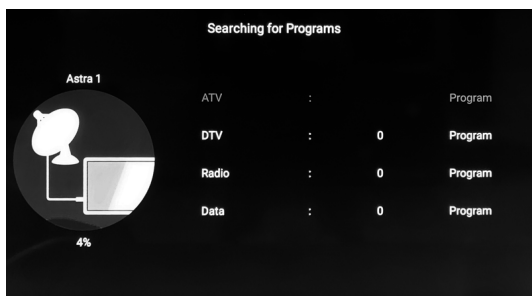 Searching for Programs
Astra 1
ATV : Program
DTV : 0 Program
Radio : 0 Program
Data : 0 Program
4%